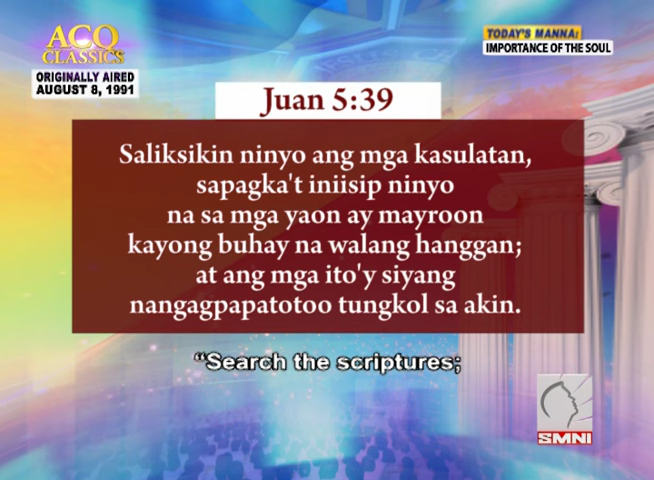 ACQ
CLASSICS
ORIGINALLY AIRED
AUGUST 8, 1991
TODAY'S MANNA:
IMPORTANCE OF THE SOUL
Juan 5:39
Saliksikin ninyo ang mga kasulatan,
sapagka't iniisip ninyo
na sa mga yaon ay mayroon
kayong buhay na walang hanggan;
at ang mga ito'y siyang
nangagpapatotoo tungkol sa akin.
“Search the scriptures;
SMNI